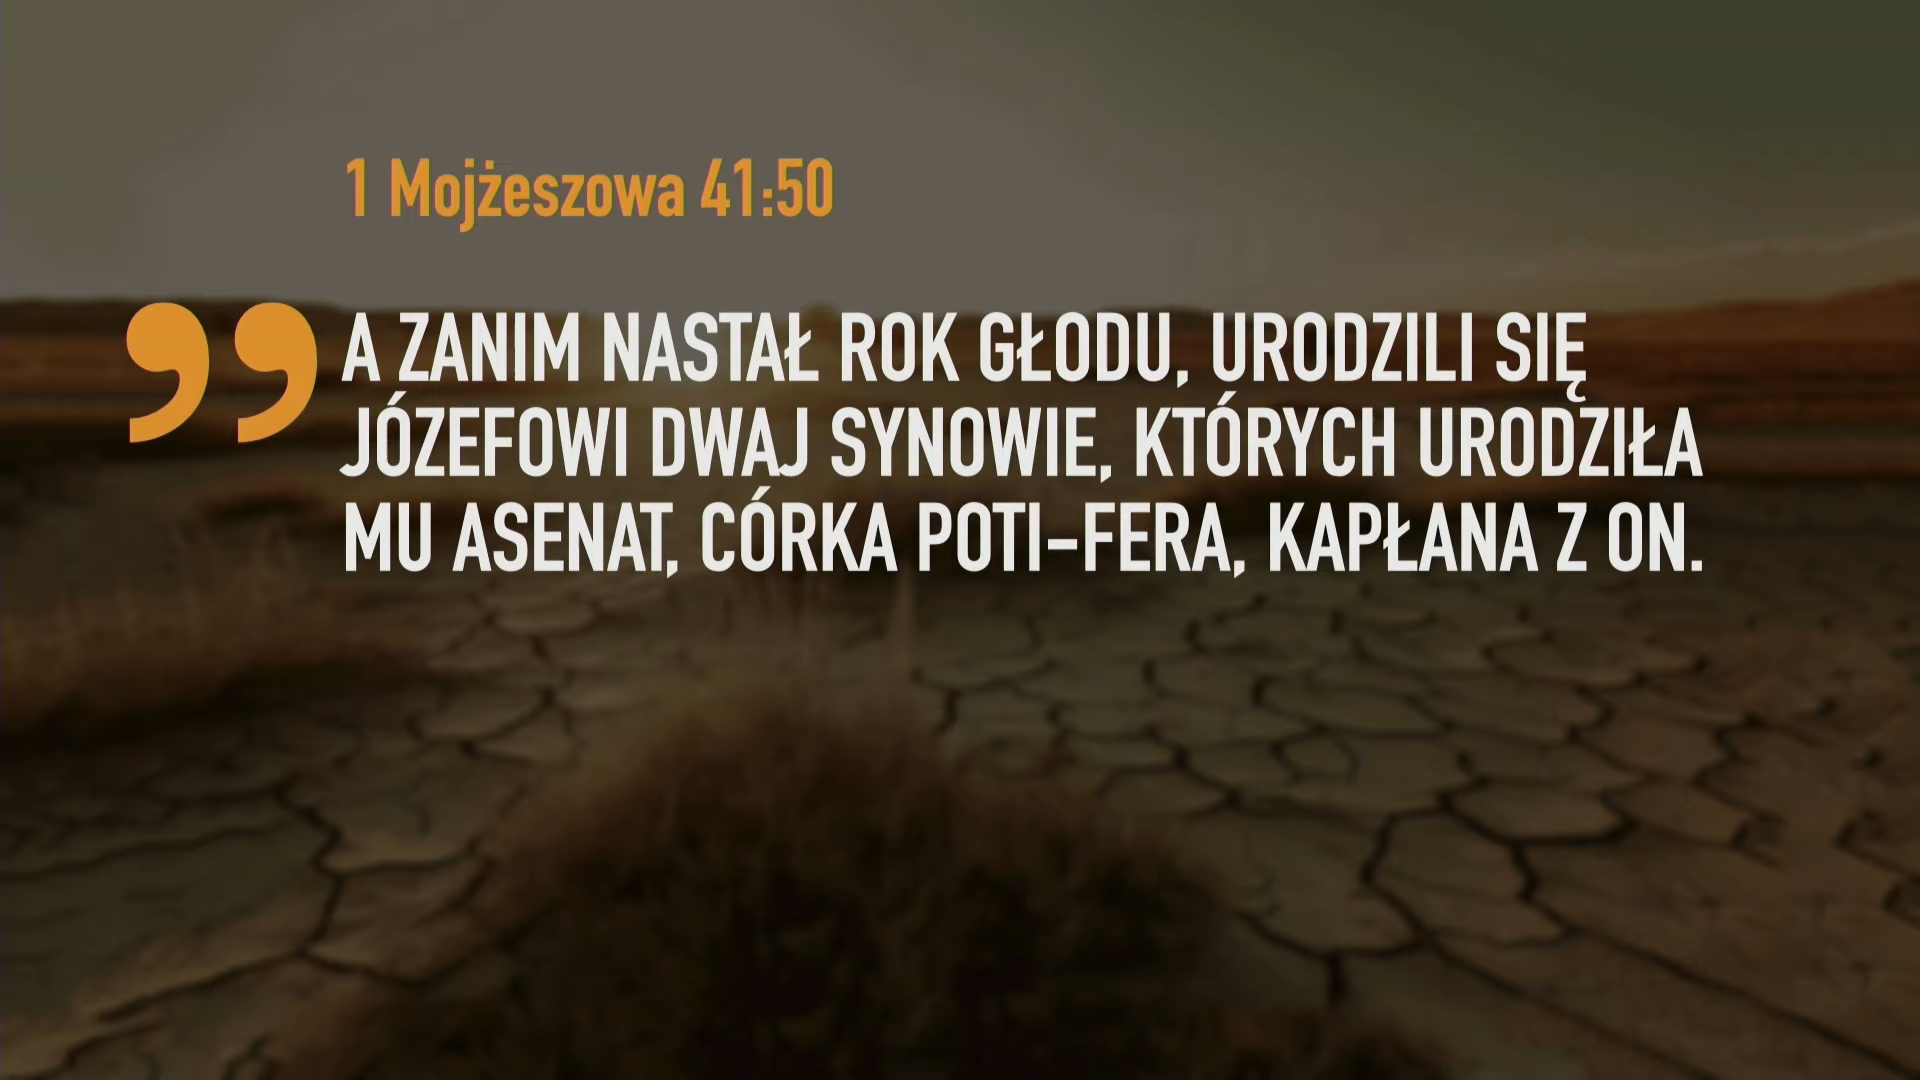 1 Mojżeszowa 41:50
” A ZANIM NASTAŁ ROK GŁODU, URODZILI SIĘ
JÓZEFOWI DWAJ SYNOWIE, KTÓRYCH URODZIŁA
MU ASENAT, CÓRKA POTI-FERA, KAPŁANA Z ON.